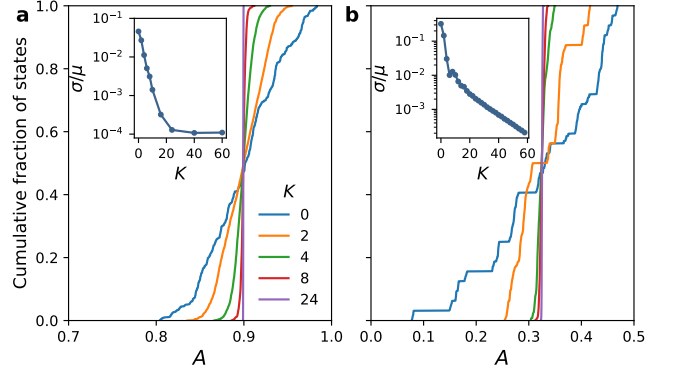 a
Cumulative fraction of states
1.0
0.8
0.6
0.4
0.2
0.0
0.7
0.8
0.9
1.0
A
σ/μ
10⁻¹
10⁻²
10⁻³
10⁻⁴
0 20 40 60
K
K
0
2
4
8
24
b
σ/μ
10⁻¹
10⁻²
10⁻³
0 20 40 60
K
0.0 0.1 0.2 0.3 0.4 0.5
A